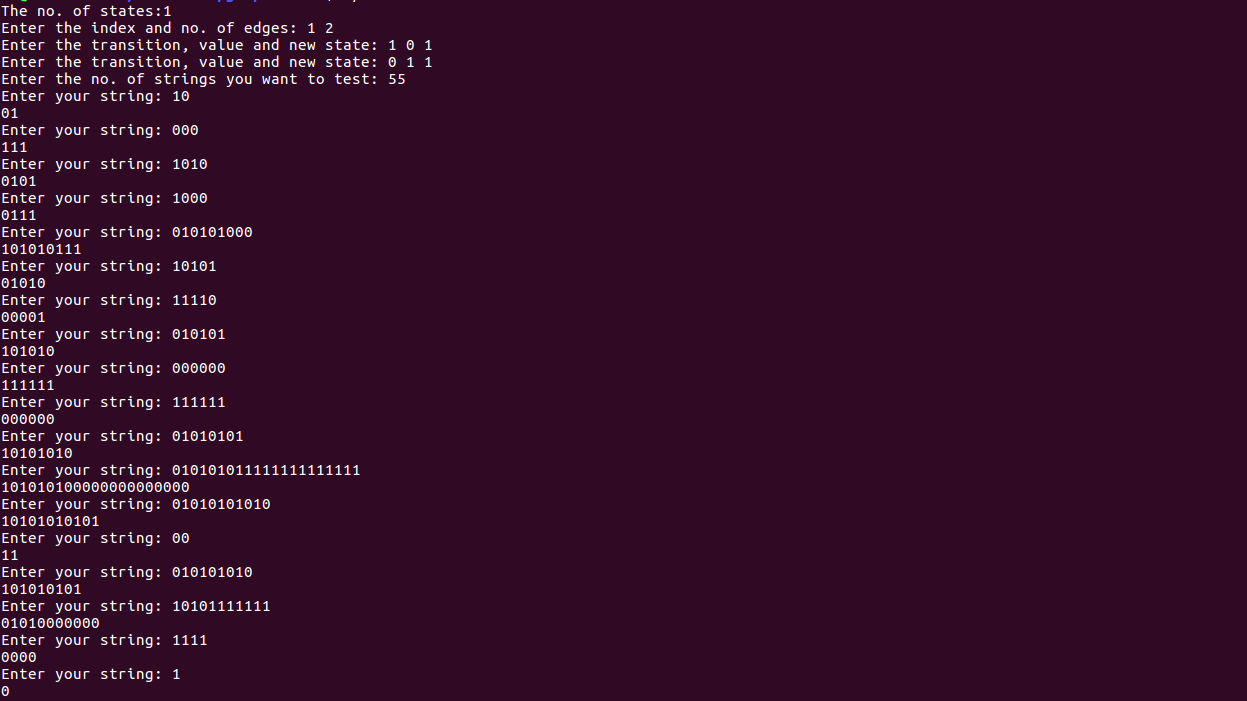 The no. of states:1
Enter the index and no. of edges: 1 2
Enter the transition, value and new state: 1 0 1
Enter the transition, value and new state: 0 1 1
Enter the no. of strings you want to test: 55
Enter your string: 10
01
Enter your string: 000
111
Enter your string: 1010
0101
Enter your string: 1000
0111
Enter your string: 010101000
101010111
Enter your string: 10101
01010
Enter your string: 11110
00001
Enter your string: 010101
101010
Enter your string: 000000
111111
Enter your string: 111111
000000
Enter your string: 01010101
10101010
Enter your string: 010101011111111111111
101010100000000000000
Enter your string: 01010101010
10101010101
Enter your string: 00
11
Enter your string: 010101010
101010101
Enter your string: 10101111111
01010000000
Enter your string: 1111
0000
Enter your string: 1
0